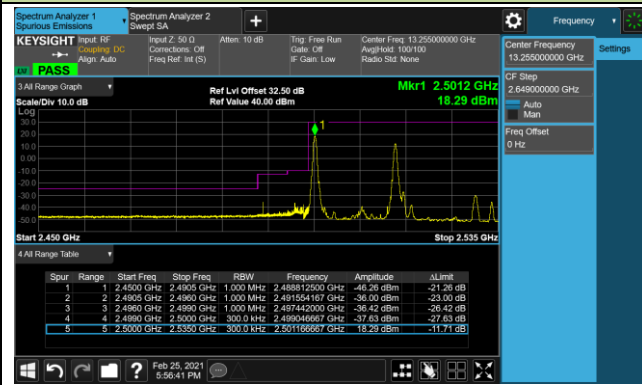 Spectrum Analyzer 1
Spurious Emissions
Spectrum Analyzer 2
Swept SA
Frequency
KEYSIGHT
Input: RF
Coupling: DC
Align: Auto
Input Z: 50 Ω
Corrections: Off
Freq Ref: Int (S)
Atten: 10 dB
Trig: Free Run
Gate: Off
IF Gain: Low
Center Freq: 13.255000000 GHz
Avg|Hold: 100/100
Radio Std: None
PASS
Center Frequency
13.255000000 GHz
Settings
CF Step
2.649000000 GHz
Auto
Man
Freq Offset
0 Hz
3 All Range Graph
Ref Lvl Offset 32.50 dB
Mkr1 2.5012 GHz
Scale/Div 10.0 dB
Ref Value 40.00 dBm
18.29 dBm
Log
30.0
20.0
10.0
0.00
-10.0
-20.0
-30.0
-40.0
-50.0
1
Start 2.450 GHz
Stop 2.535 GHz
4 All Range Table
Spur Range Start Freq Stop Freq RBW Frequency Amplitude ΔLimit
1 1 2.4500 GHz 2.4905 GHz 1.000 MHz 2.488812500 GHz -46.26 dBm -21.26 dB
2 2 2.4905 GHz 2.4960 GHz 1.000 MHz 2.491554167 GHz -36.00 dBm -23.00 dB
3 3 2.4960 GHz 2.4990 GHz 1.000 MHz 2.497442000 GHz -36.42 dBm -26.42 dB
4 4 2.4990 GHz 2.5000 GHz 300.0 kHz 2.499046667 GHz -37.63 dBm -27.63 dB
5 5 2.5000 GHz 2.5350 GHz 300.0 kHz 2.501166667 GHz 18.29 dBm -11.71 dB
Feb 25, 2021
5:56:41 PM